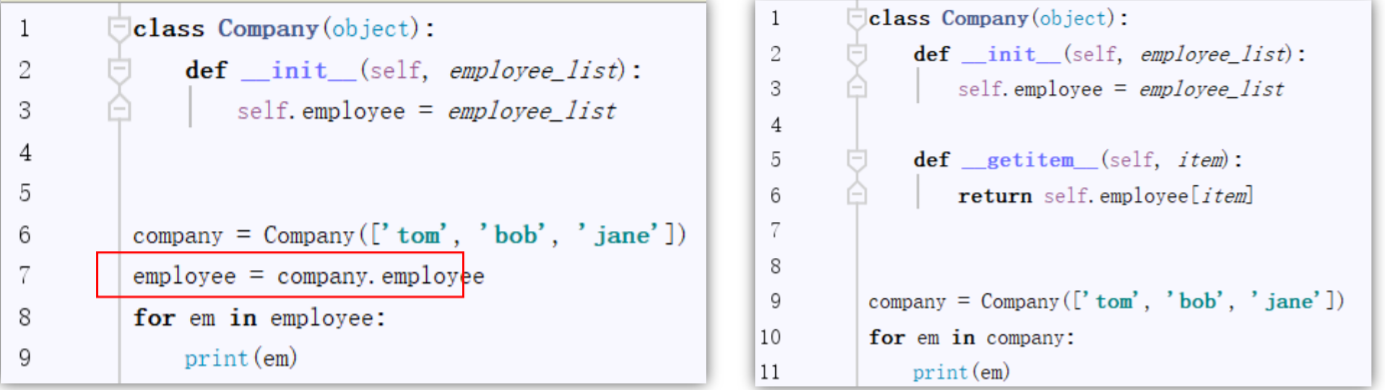 1 class Company(object):
2     def __init__(self, employee_list):
3         self.employee = employee_list
4
5
6 company = Company(['tom', 'bob', 'jane'])
7 employee = company.employee
8 for em in employee:
9     print(em)
1 class Company(object):
2     def __init__(self, employee_list):
3         self.employee = employee_list
4
5     def __getitem__(self, item):
6         return self.employee[item]
7
8
9 company = Company(['tom', 'bob', 'jane'])
10 for em in company:
11     print(em)